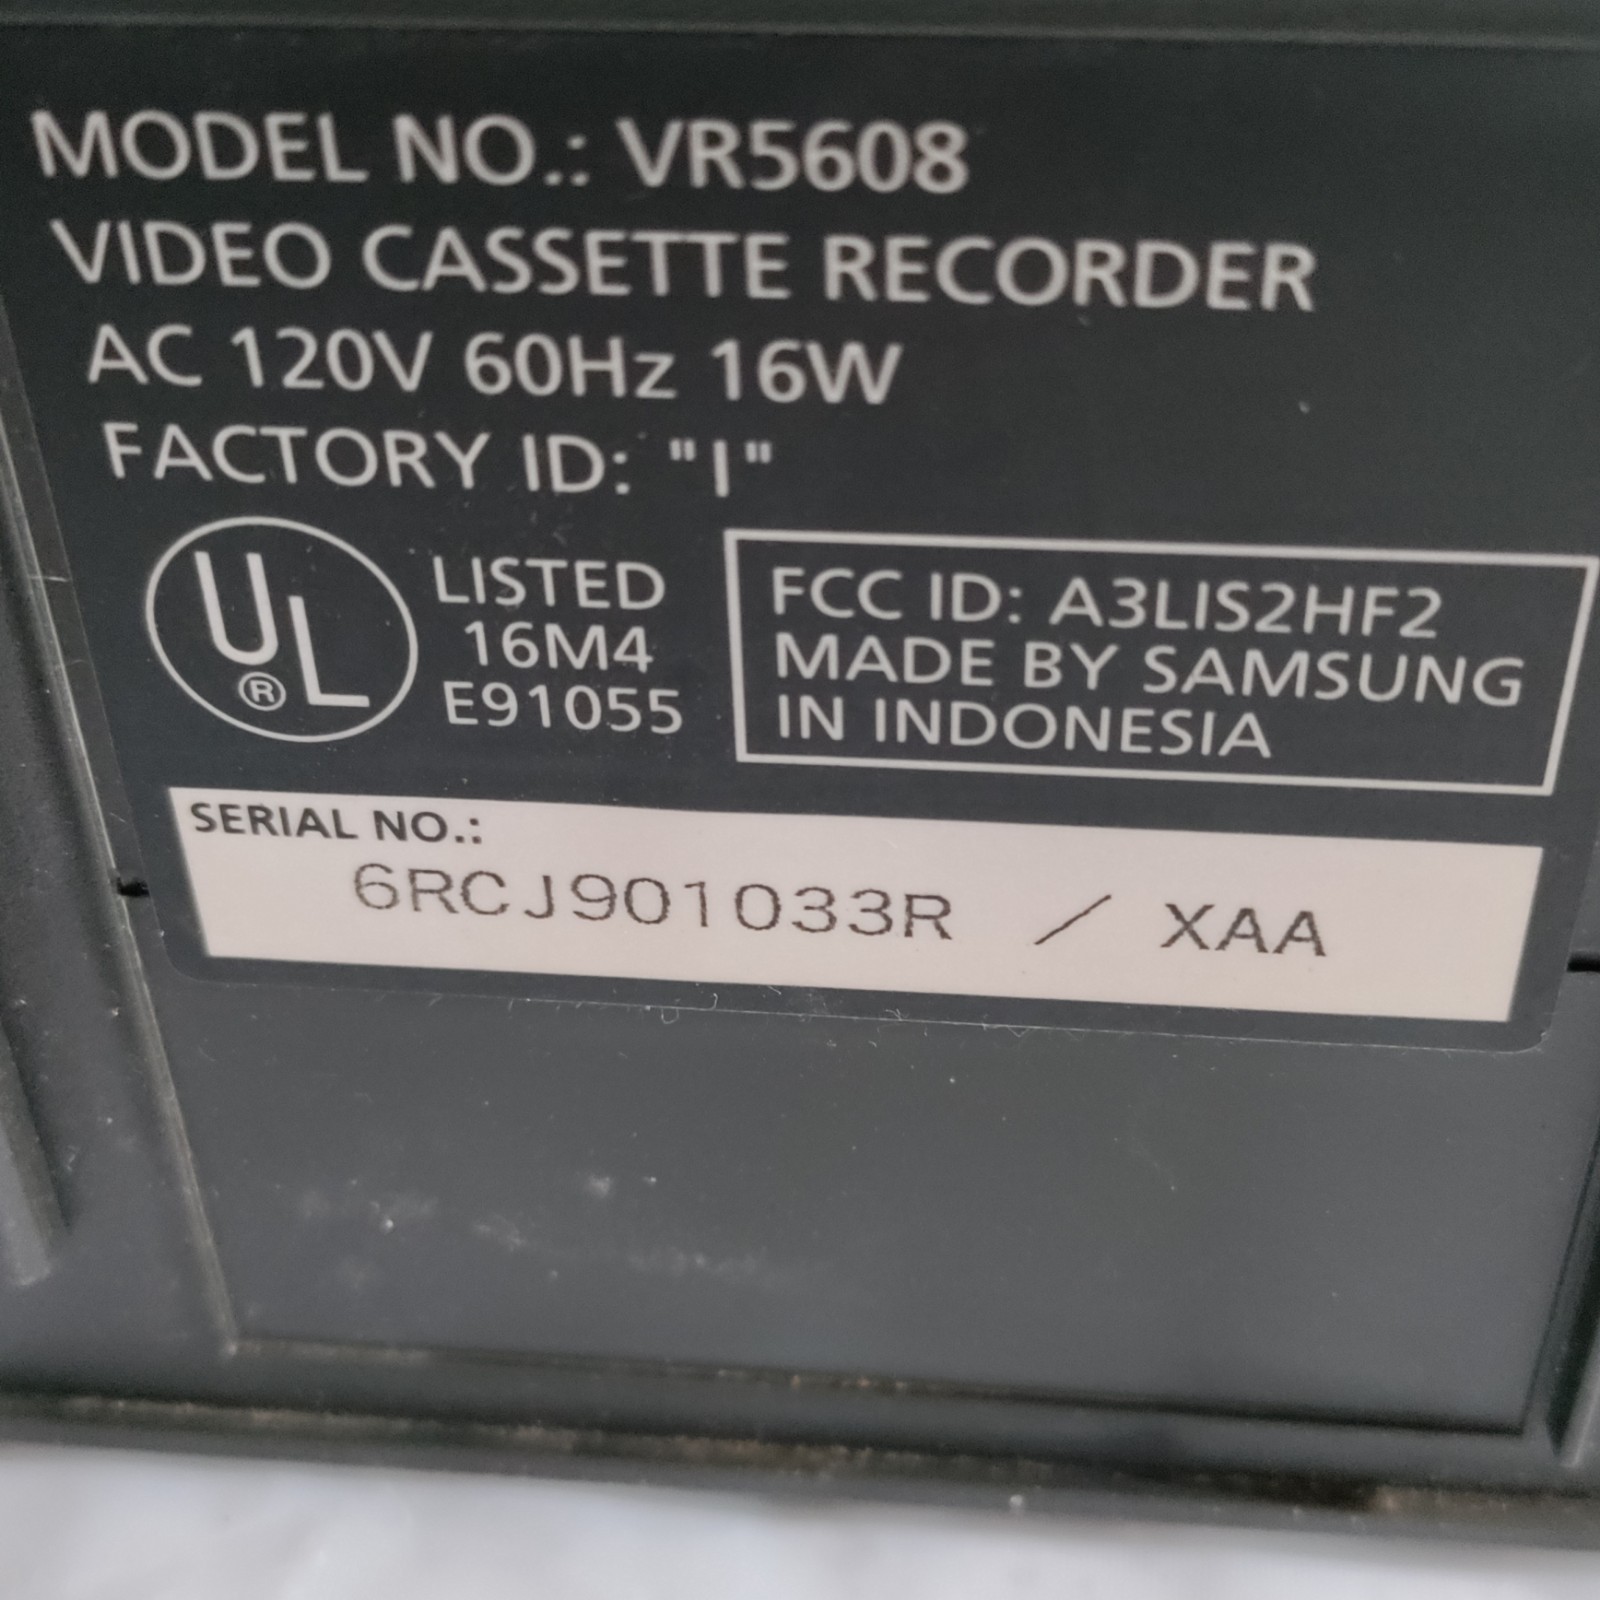 MODEL NO.: VR5608
VIDEO CASSETTE RECORDER
AC 120V 60Hz 16W
FACTORY ID: "I"
UL
®
LISTED
16M4
E91055
FCC ID: A3LIS2HF2
MADE BY SAMSUNG
IN INDONESIA
SERIAL NO.:
6RCJ901033R / XAA